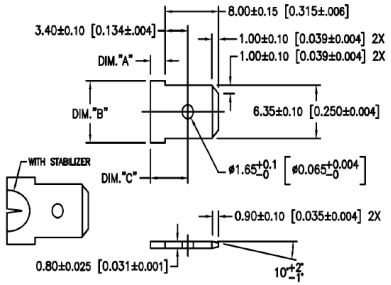 8.00±0.15 [0.315±0.006]
3.40±0.10 [0.134±0.004]
1.00±0.10 [0.039±0.004] 2X
1.00±0.10 [0.039±0.004] 2X
DIM."A"
DIM."B"
6.35±0.10 [0.250±0.004]
WITH STABILIZER
DIM."C"
ø1.65+0.1 -0 [ø0.065+0.004 -0]
0.90±0.10 [0.035±0.004] 2X
0.80±0.025 [0.031±0.001]
10°+2° -1°